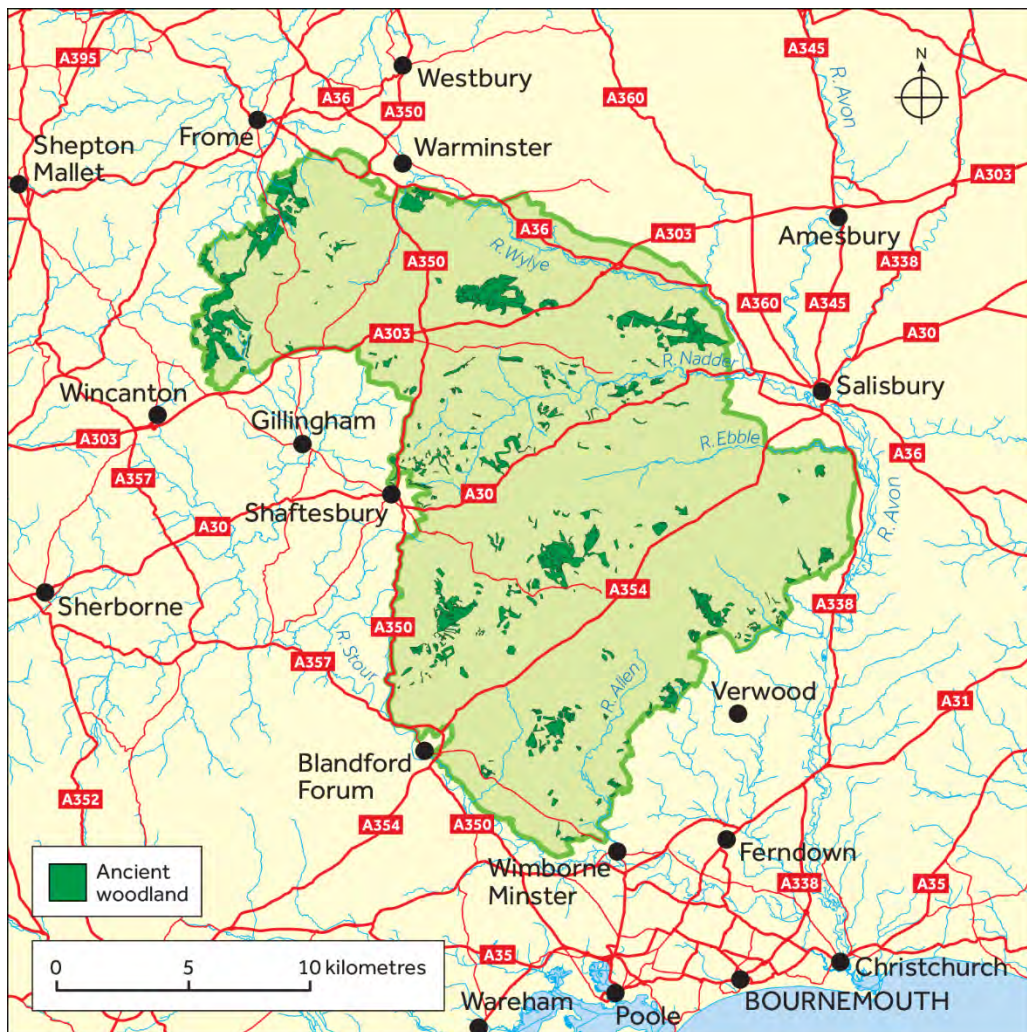 A395
A36
Westbury
A350
A360
A345
R. Avon
N
Frome
Shepton
Mallet
Warminster
A303
A36
A303
Amesbury
R. Wylye
A350
A338
A360
A345
A30
A303
R. Nadder
Wincanton
Salisbury
Gillingham
A303
R. Ebble
A36
A357
A30
Shaftesbury
R. Avon
A30
A354
Sherborne
A338
A350
R. Stour
A357
R. Allen
Verwood
A31
Blandford
Forum
A352
A354
A350
Wimborne
Minster
Ferndown
Ancient
woodland
A338
A35
0 5 10 kilometres
A35
Christchurch
Wareham
Poole
BOURNEMOUTH